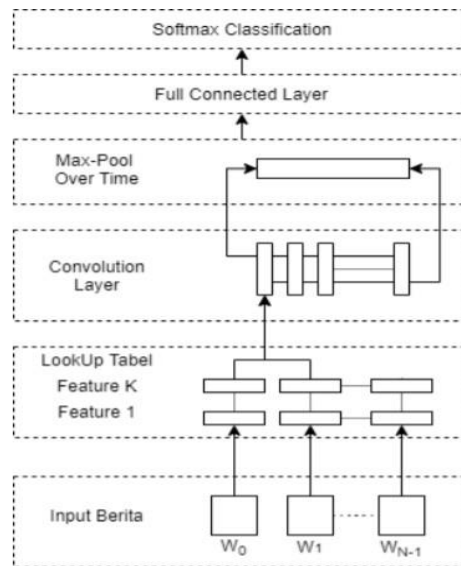 Softmax Classification
Full Connected Layer
Max-Pool
Over Time
Convolution
Layer
LookUp Tabel
Feature K
Feature 1
Input Berita
W0 W1 WN-1